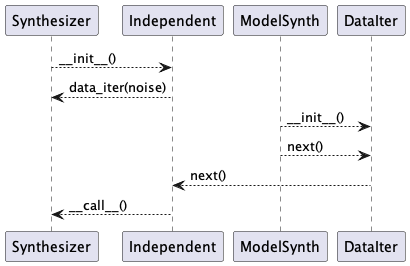 Synthesizer Independent ModelSynth DataIter
__init__()
data_iter(noise)
__init__()
next()
next()
__call__()
Synthesizer Independent ModelSynth DataIter